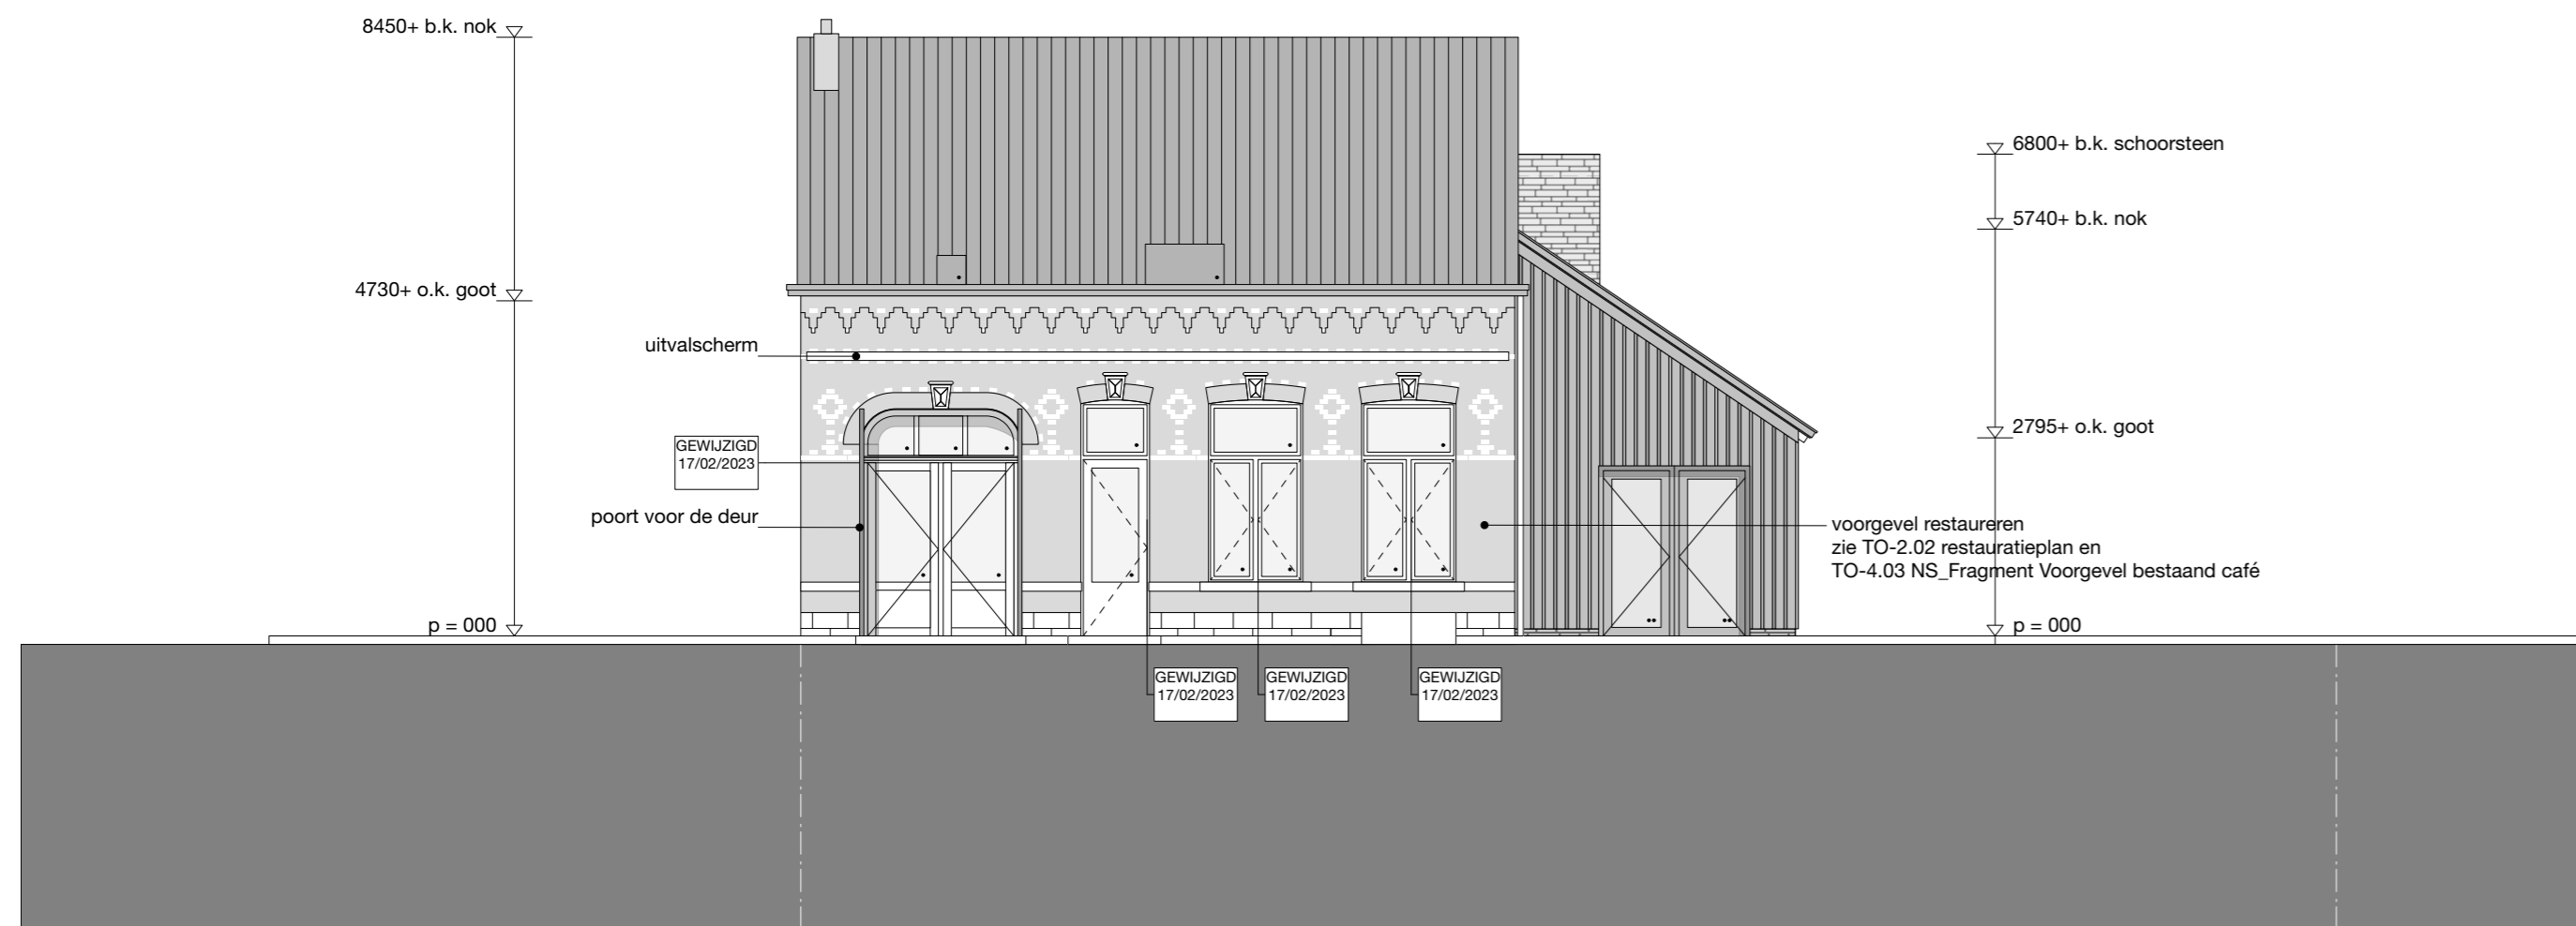 8450+ b.k. nok
6800+ b.k. schoorsteen
5740+ b.k. nok
4730+ o.k. goot
uitvalscherm
2795+ o.k. goot
GEWIJZIGD
17/02/2023
poort voor de deur
voorgevel restaureren
zie TO-2.02 restauratieplan en
TO-4.03 NS_Fragment Voorgevel bestaand café
p = 000
p = 000
GEWIJZIGD
17/02/2023
GEWIJZIGD
17/02/2023
GEWIJZIGD
17/02/2023